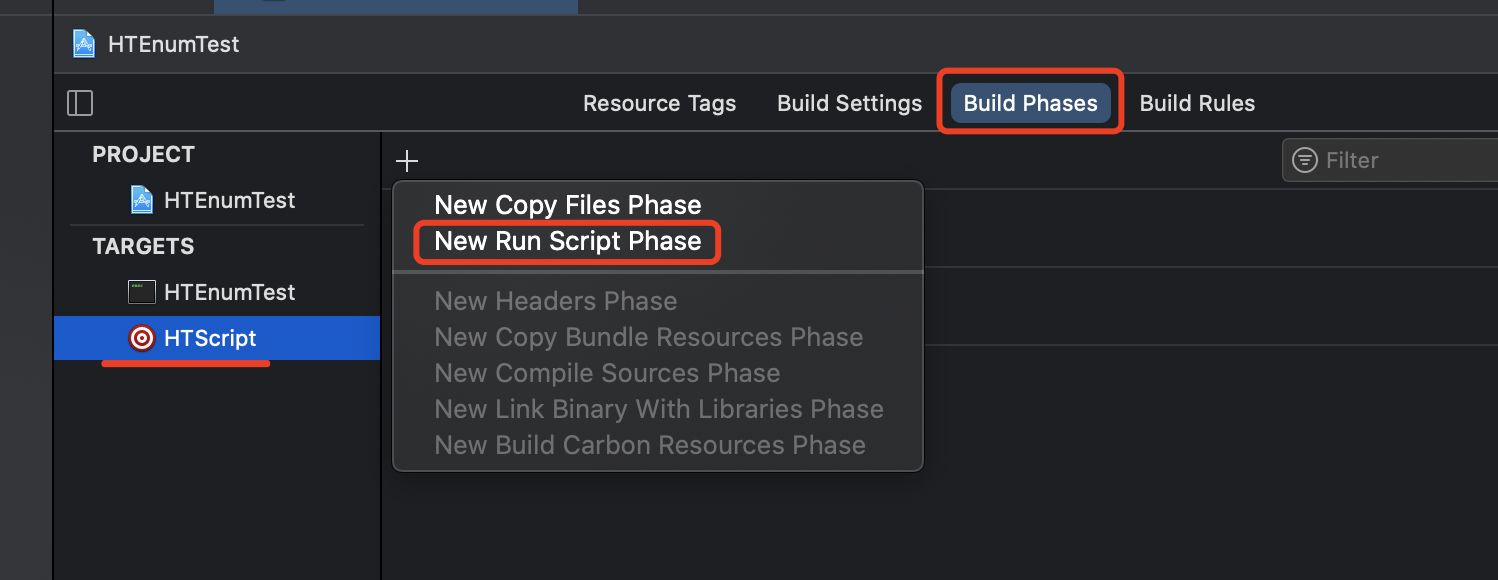 HTEnumTest
Resource Tags Build Settings Build Phases Build Rules
PROJECT
HTEnumTest
TARGETS
HTEnumTest
HTScript
Filter
New Copy Files Phase
New Run Script Phase
New Headers Phase
New Copy Bundle Resources Phase
New Compile Sources Phase
New Link Binary With Libraries Phase
New Build Carbon Resources Phase